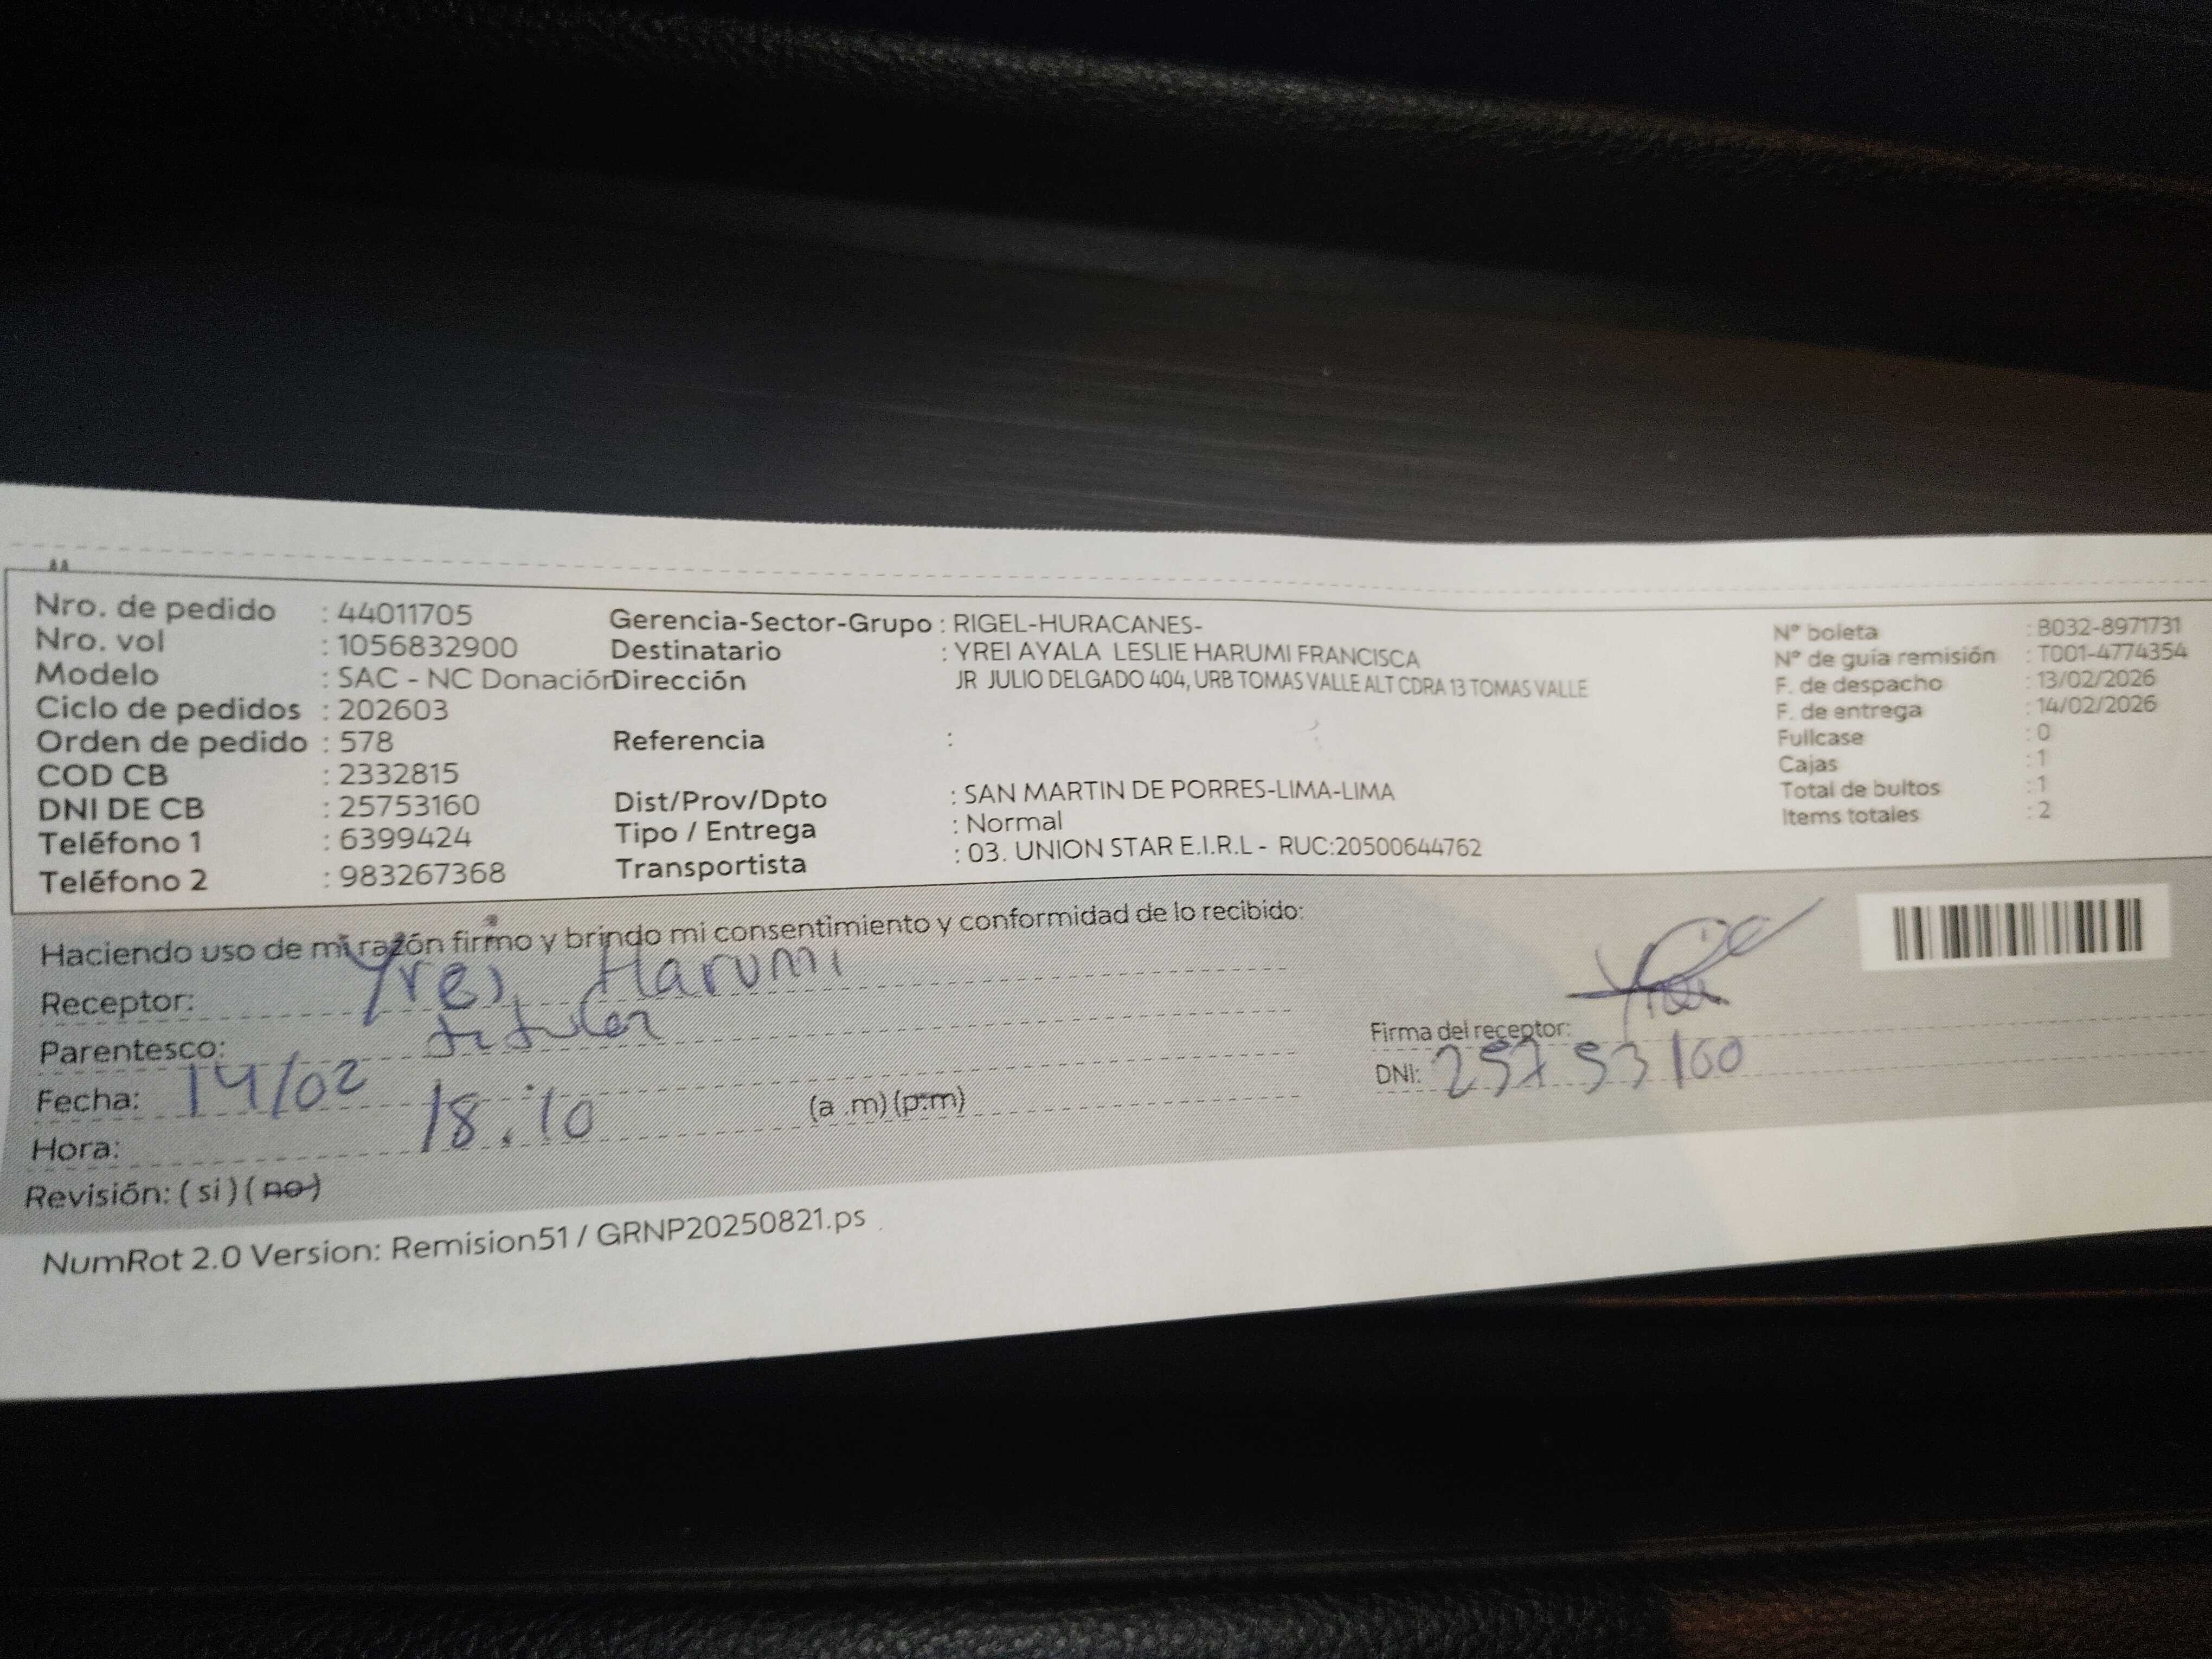 Nro. de pedido : 44011705
Nro. vol : 1056832900
Modelo : SAC - NC Donación
Ciclo de pedidos : 202603
Orden de pedido : 578
COD CB : 2332815
DNI DE CB : 25753160
Teléfono 1 : 6399424
Teléfono 2 : 983267368
Gerencia-Sector-Grupo : RIGEL-HURACANES-
Destinatario : YREI AYALA LESLIE HARUMI FRANCISCA
Dirección JR JULIO DELGADO 404, URB TOMAS VALLE ALT CDRA 13 TOMAS VALLE
Referencia :
Dist/Prov/Dpto : SAN MARTIN DE PORRES-LIMA-LIMA
Tipo / Entrega : Normal
Transportista : 03. UNION STAR E.I.R.L - RUC:20500644762
N° boleta : B032-8971731
N° de guía remisión : T001-4774354
F. de despacho : 13/02/2026
F. de entrega : 14/02/2026
Fullcase : 0
Cajas : 1
Total de bultos : 1
Items totales : 2
Haciendo uso de mi razón firmo y brindo mi consentimiento y conformidad de lo recibido:
Receptor: Yrei Harumi
Parentesco: titular
Fecha: 14/02
Hora: 18:10 (a .m) (p.m)
Revisión: ( si ) ( no )
Firma del receptor:
DNI: 25753160
NumRot 2.0 Version: Remision51 / GRNP20250821.ps